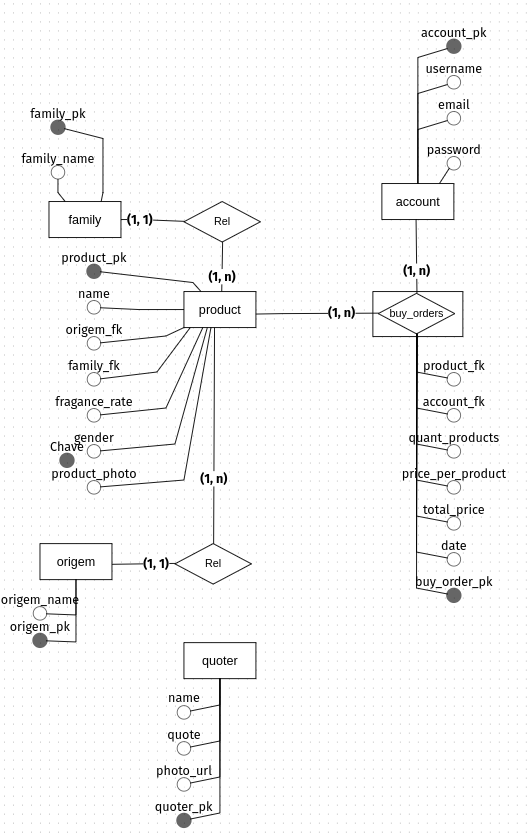 account_pk
username
email
password
account
family_pk
family_name
family
(1, 1)
Rel
(1, n)
(1, n)
product_pk
name
origem_fk
family_fk
fragance_rate
gender
Chave
product_photo
product
(1, n)
buy_orders
product_fk
account_fk
quant_products
price_per_product
total_price
date
buy_order_pk
(1, n)
origem
(1, 1)
Rel
origem_name
origem_pk
quoter
name
quote
photo_url
quoter_pk